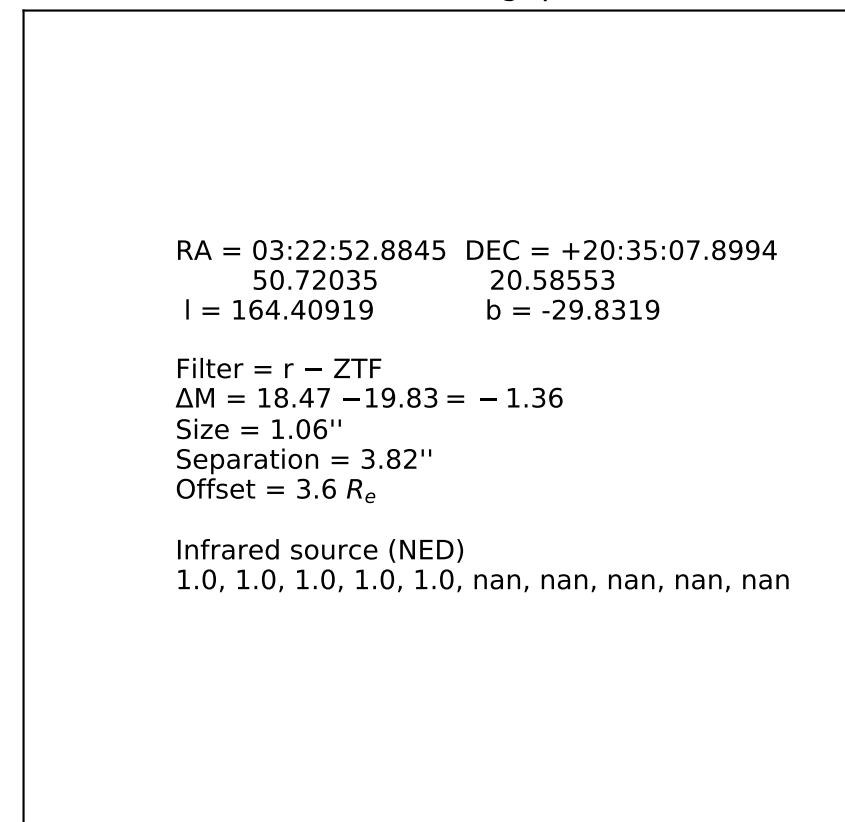 RA = 03:22:52.8845 DEC = +20:35:07.8994
50.72035 20.58553
l = 164.40919 b = -29.8319
Filter = r − ZTF
ΔM = 18.47 −19.83 = − 1.36
Size = 1.06''
Separation = 3.82''
Offset = 3.6 Re
Infrared source (NED)
1.0, 1.0, 1.0, 1.0, 1.0, nan, nan, nan, nan, nan